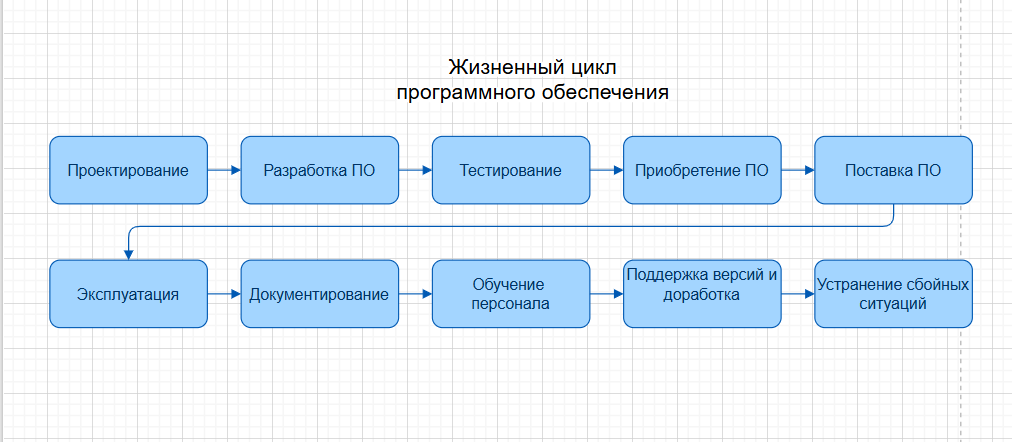 Жизненный цикл
программного обеспечения
Проектирование
Разработка ПО
Тестирование
Приобретение ПО
Поставка ПО
Эксплуатация
Документирование
Обучение
персонала
Поддержка версий и
доработка
Устранение сбойных
ситуаций